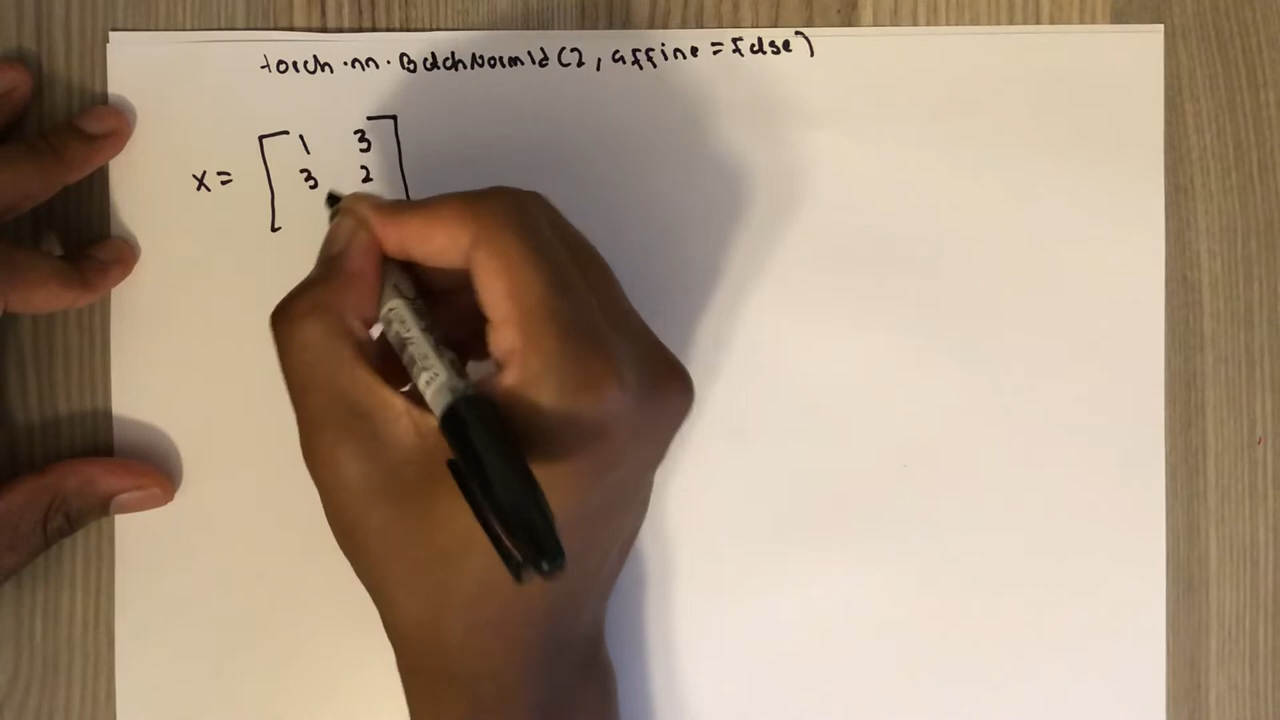 torch.nn.BatchNorm1d(2, affine=False)
1 3
x= 3 2